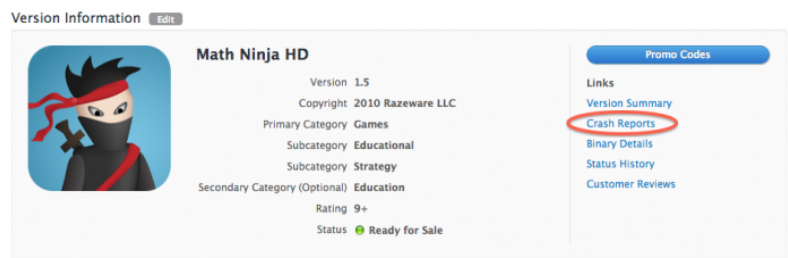 Version Information Edit
Math Ninja HD
Version 1.5
Copyright 2010 Razeware LLC
Primary Category Games
Subcategory Educational
Subcategory Strategy
Secondary Category (Optional) Education
Rating 9+
Status Ready for Sale
Promo Codes
Links
Version Summary
Crash Reports
Binary Details
Status History
Customer Reviews